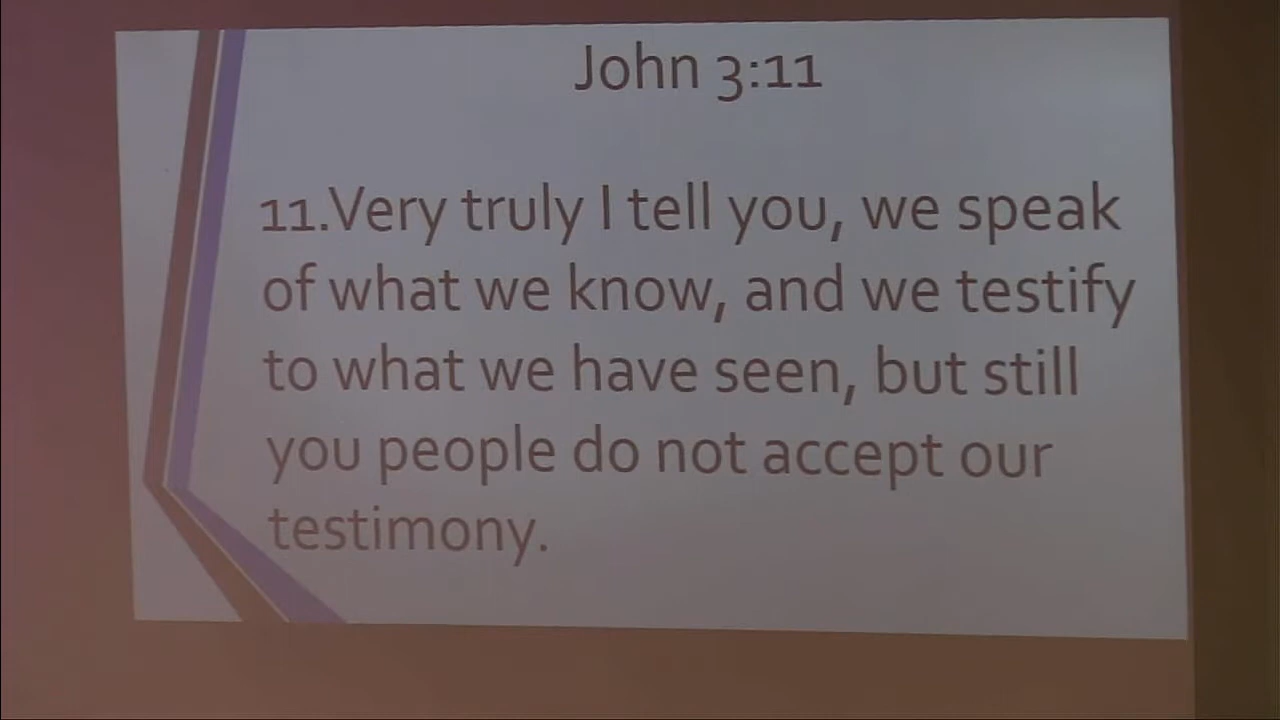 John 3:11
11.Very truly I tell you, we speak
of what we know, and we testify
to what we have seen, but still
you people do not accept our
testimony.